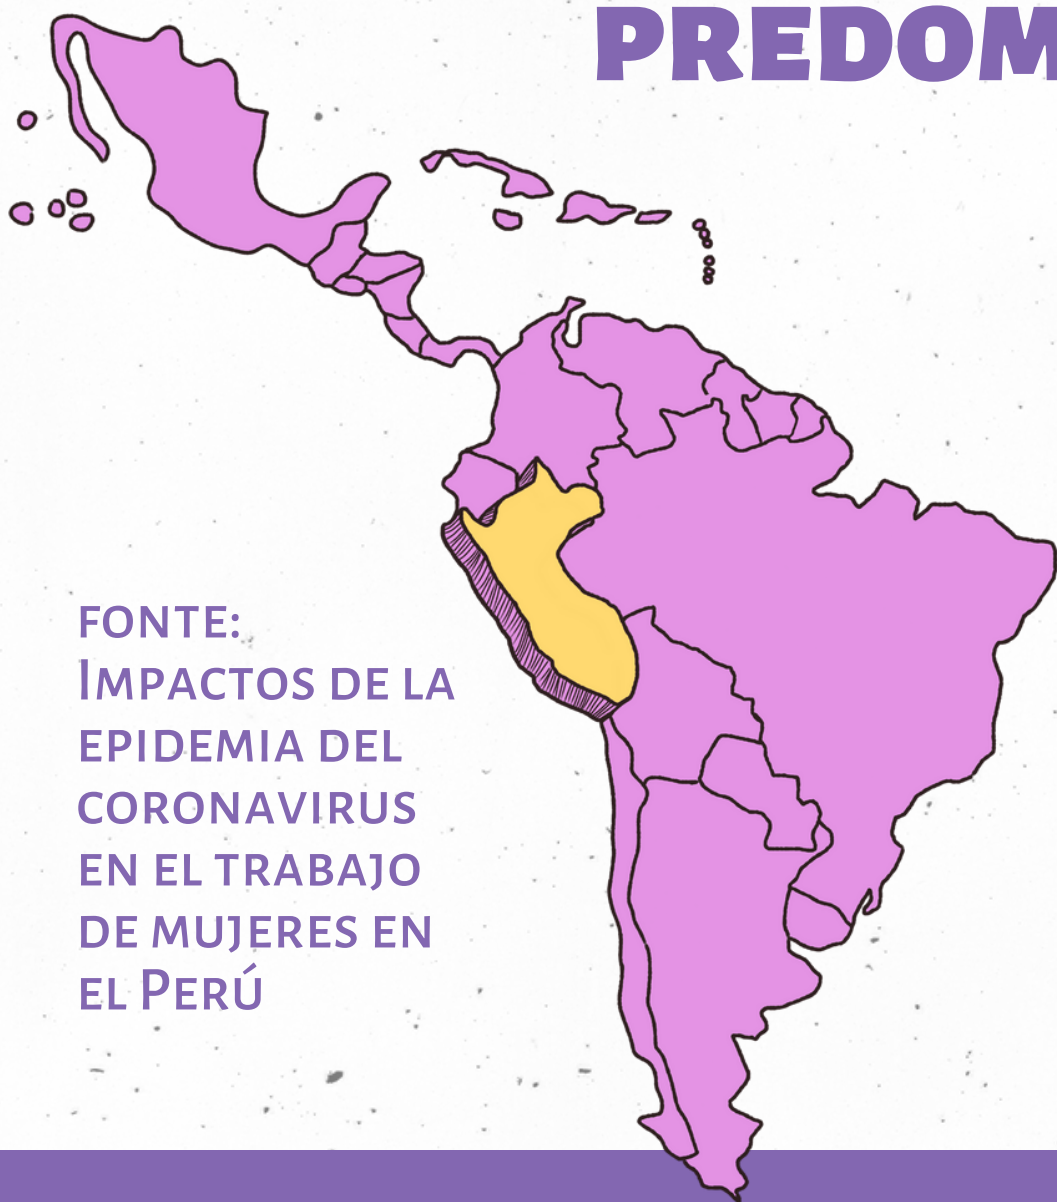 PREDOM
FONTE:
IMPACTOS DE LA
EPIDEMIA DEL
CORONAVIRUS
EN EL TRABAJO
DE MUJERES EN
EL PERÚ